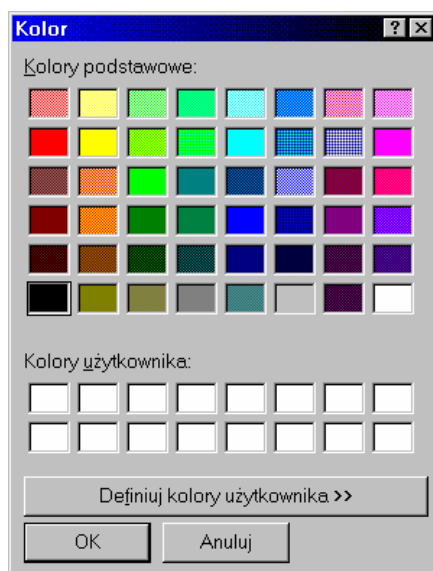 Kolor ? ×
Kolory podstawowe:
Kolory użytkownika:
Definiuj kolory użytkownika >>
OK Anuluj